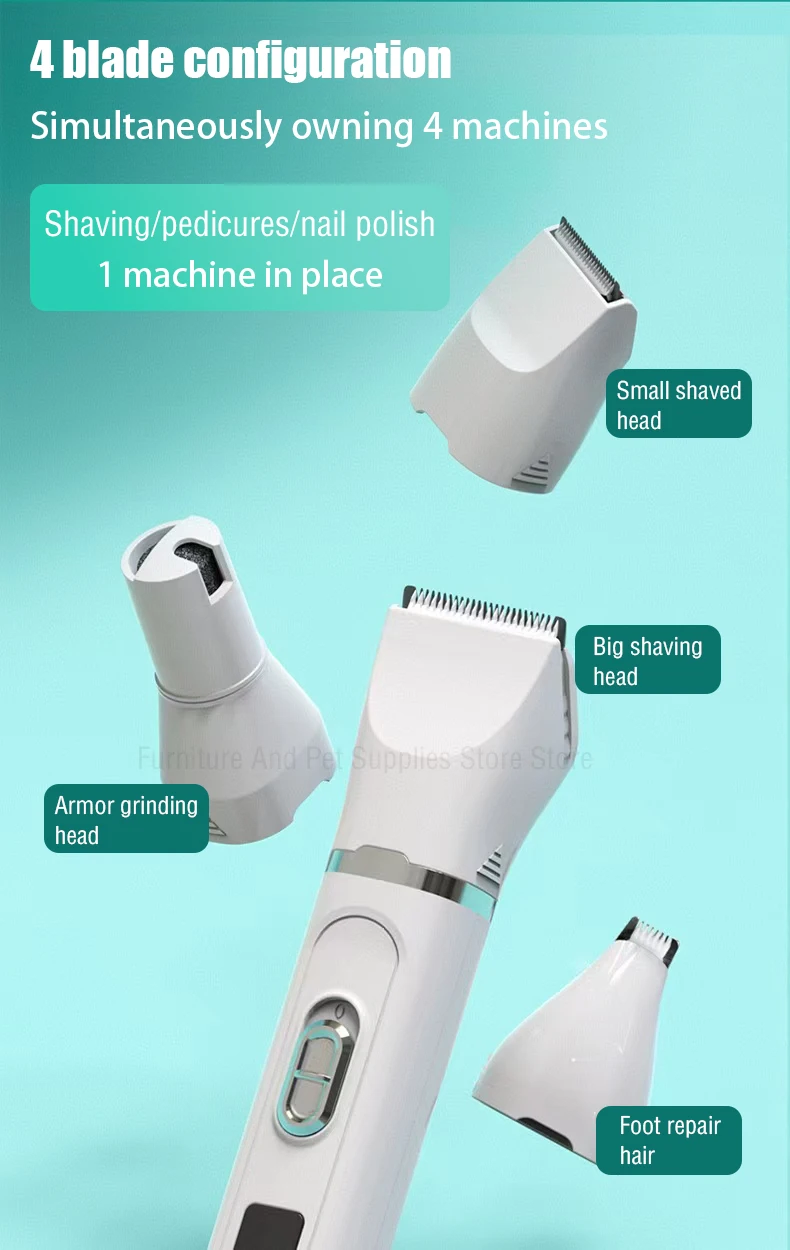 4 blade configuration
Simultaneously owning 4 machines
Shaving/pedicures/nail polish
1 machine in place
Small shaved
head
Big shaving
head
Furniture And Pet Supplies Store Store
Armor grinding
head
Foot repair
hair